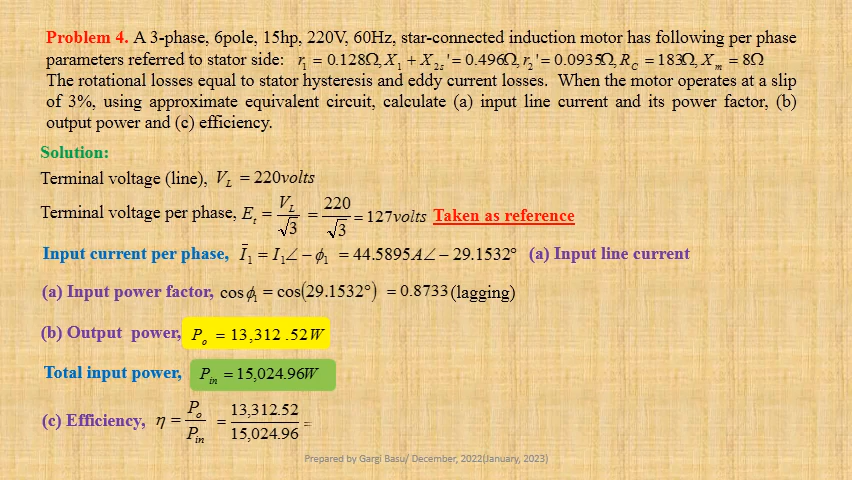 Problem 4. A 3-phase, 6pole, 15hp, 220V, 60Hz, star-connected induction motor has following per phase
parameters referred to stator side: r₁ = 0.128Ω, X₁ + X₂ₛ' = 0.496Ω, r₂' = 0.0935Ω, R_C = 183Ω, X_m = 8Ω
The rotational losses equal to stator hysteresis and eddy current losses. When the motor operates at a slip
of 3%, using approximate equivalent circuit, calculate (a) input line current and its power factor, (b)
output power and (c) efficiency.
Solution:
Terminal voltage (line), V_L = 220volts
Terminal voltage per phase, E_t = V_L/√3 = 220/√3 = 127volts Taken as reference
Input current per phase, Ī₁ = I₁∠−ϕ₁ = 44.5895A∠−29.1532° (a) Input line current
(a) Input power factor, cosϕ₁ = cos(29.1532°) = 0.8733(lagging)
(b) Output power, P_o = 13,312.52W
Total input power, P_in = 15,024.96W
(c) Efficiency, η = P_o/P_in = 13,312.52/15,024.96 =
Prepared by Gargi Basu/ December, 2022(January, 2023)